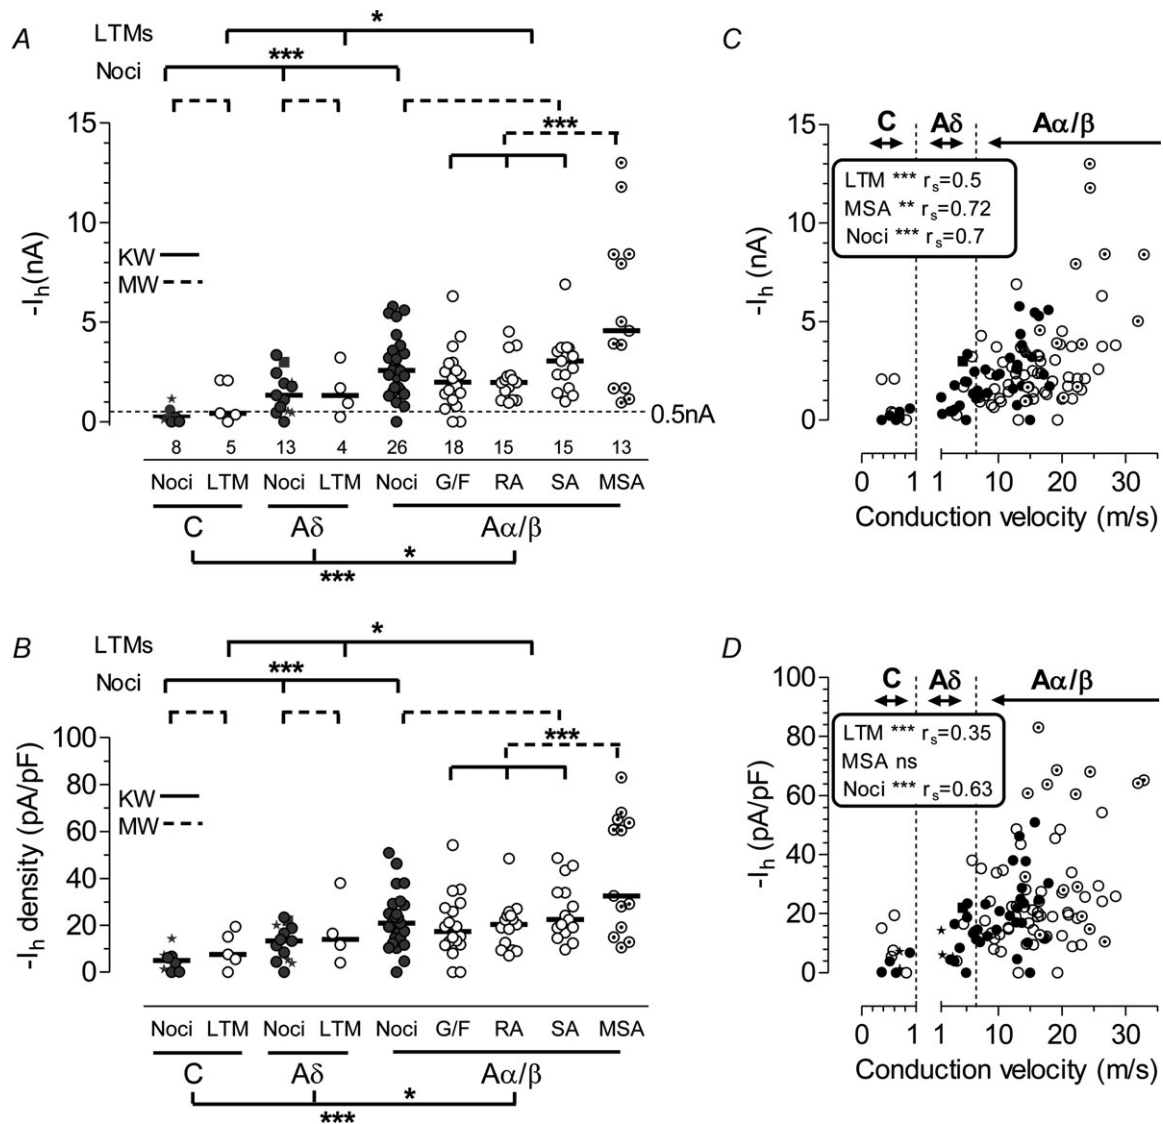 A
LTMs
*
Noci
***
***
15
10
5
0
-Ih(nA)
KW
MW
0.5nA
8 5 13 4 26 18 15 15 13
Noci LTM Noci LTM Noci G/F RA SA MSA
C Aδ Aα/β
*
***
C
C Aδ Aα/β
LTM *** rs=0.5
MSA ** rs=0.72
Noci *** rs=0.7
15
10
5
0
-Ih (nA)
0 1 1 10 20 30
Conduction velocity (m/s)
B
LTMs
*
Noci
***
***
100
80
60
40
20
0
-Ih density (pA/pF)
KW
MW
Noci LTM Noci LTM Noci G/F RA SA MSA
C Aδ Aα/β
*
***
D
C Aδ Aα/β
LTM *** rs=0.35
MSA ns
Noci *** rs=0.63
100
80
60
40
20
0
-Ih (pA/pF)
0 1 1 10 20 30
Conduction velocity (m/s)